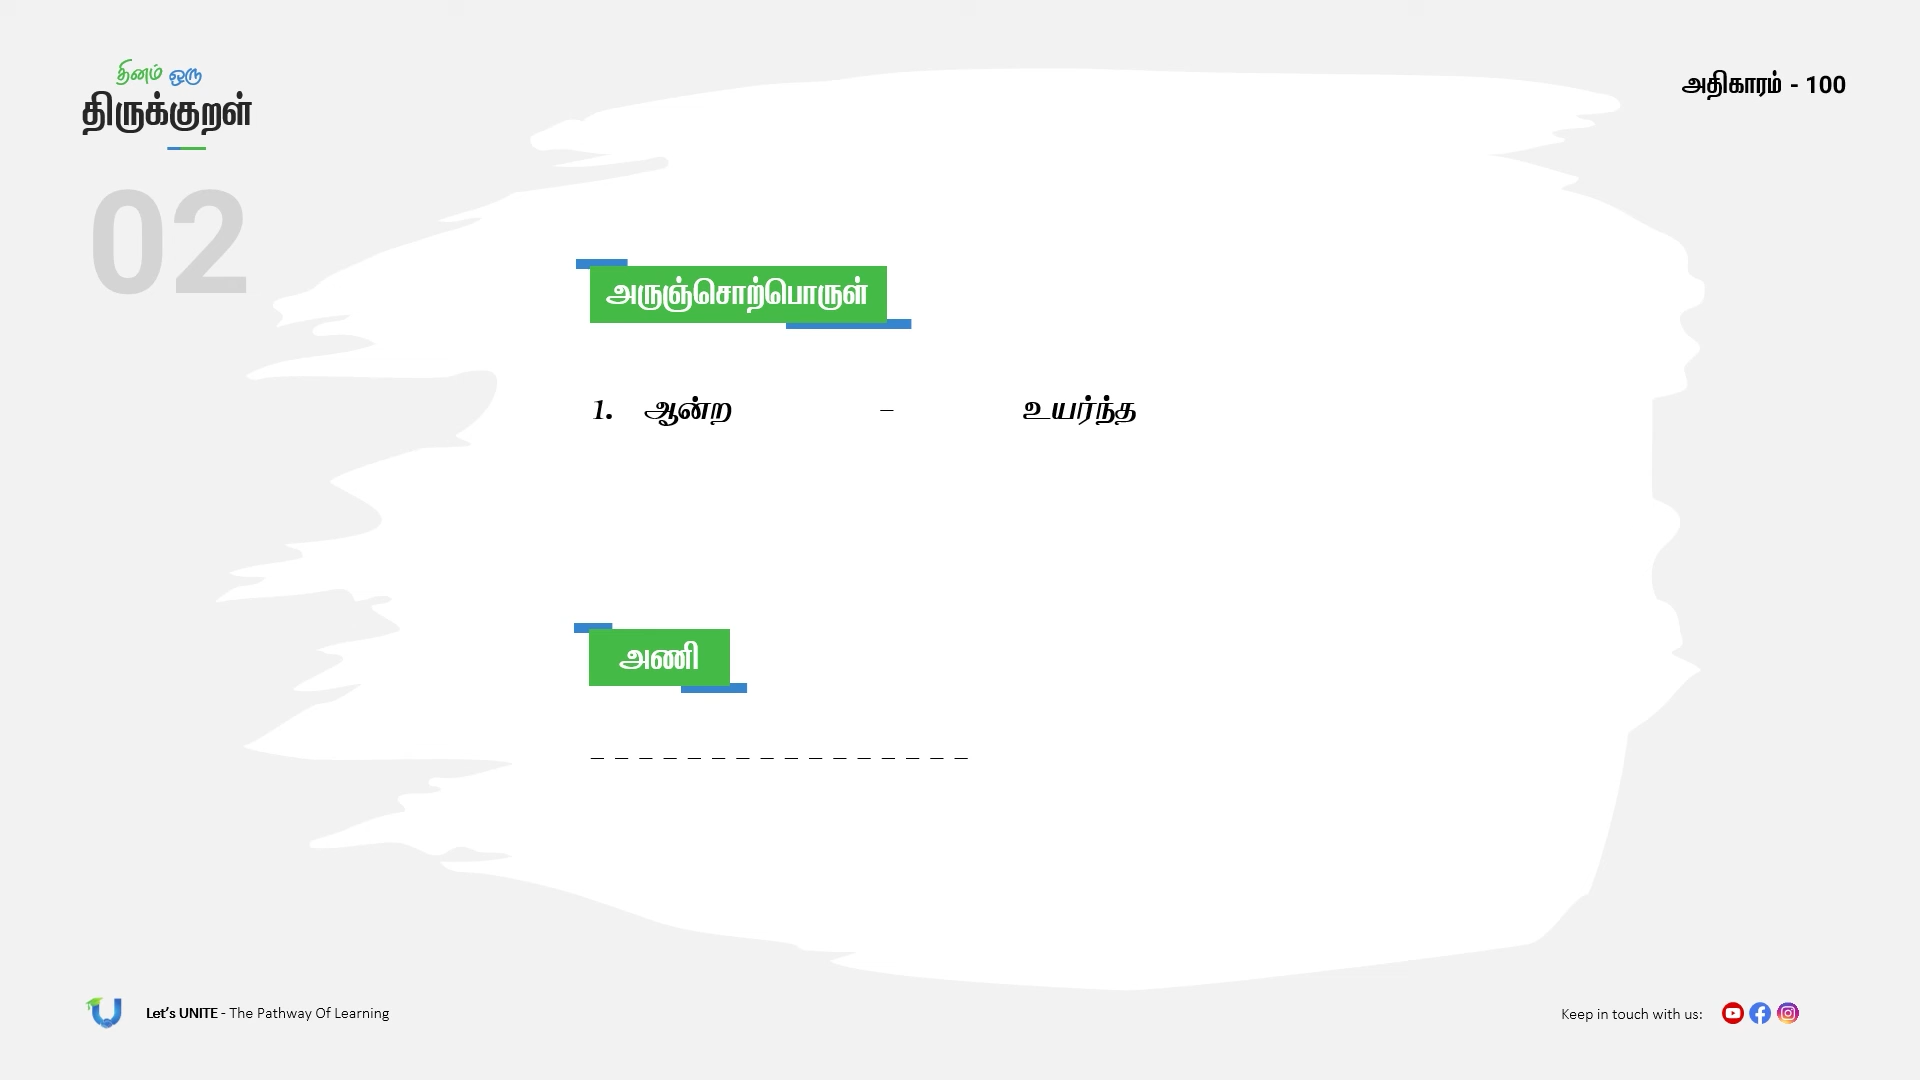 தினம் ஒரு
திருக்குறள்
அதிகாரம் - 100
02
அருஞ்சொற்பொருள்
1. ஆன்ற – உயர்ந்த
அணி
_ _ _ _ _ _ _ _ _ _ _ _ _ _ _ _
Let’s UNITE - The Pathway Of Learning
Keep in touch with us: